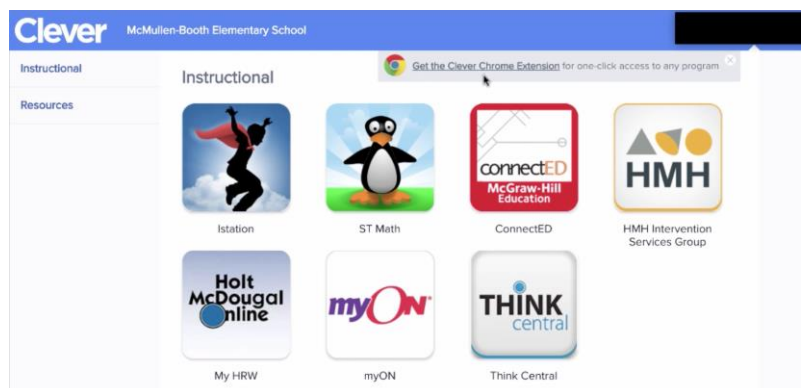 Clever
McMullen-Booth Elementary School
Get the Clever Chrome Extension for one-click access to any program
Instructional
Resources
Instructional
connectED
McGraw-Hill
Education
HMH
Istation
ST Math
ConnectED
HMH Intervention
Services Group
Holt
McDougal
Online
myON
THINK
central
My HRW
myON
Think Central